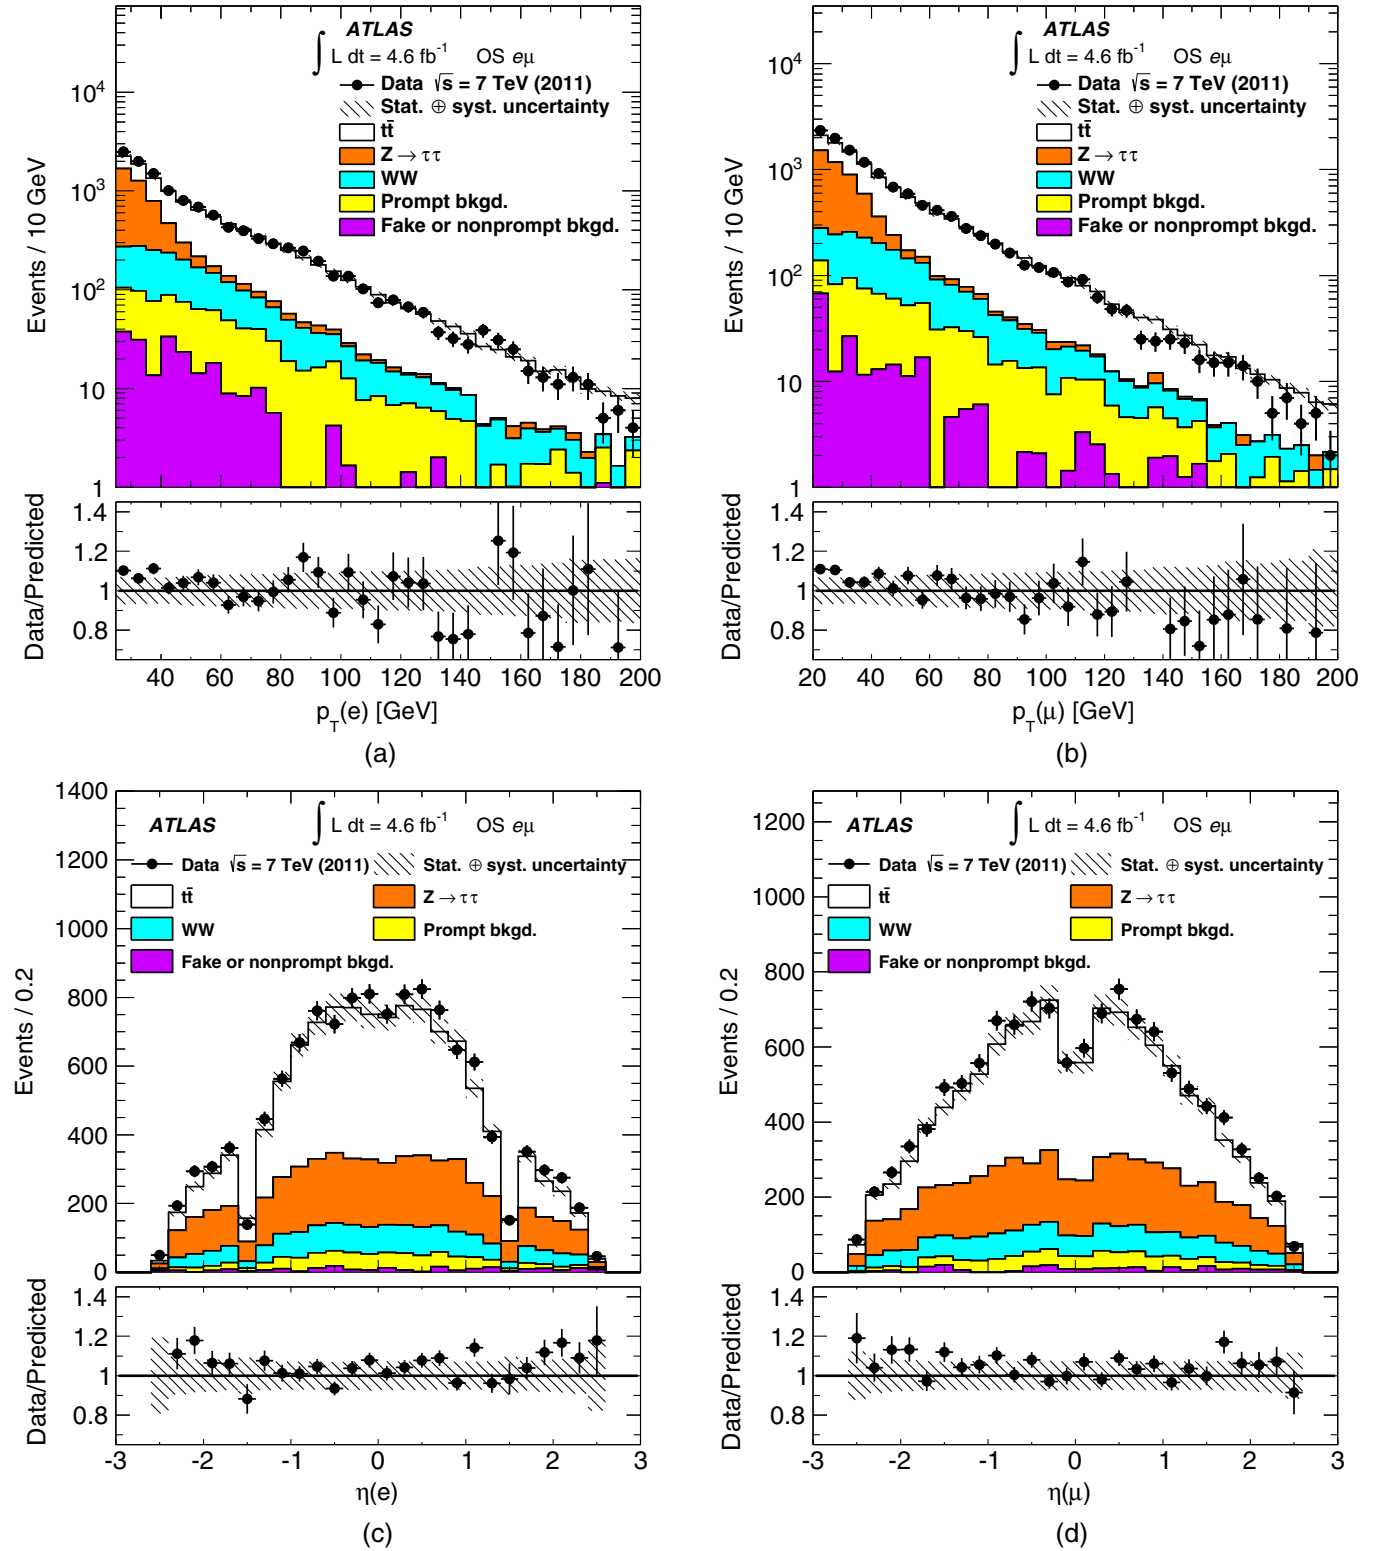 ATLAS
∫ L dt = 4.6 fb⁻¹ OS eμ
Data √s = 7 TeV (2011)
Stat. ⊕ syst. uncertainty
tt̄
Z → ττ
WW
Prompt bkgd.
Fake or nonprompt bkgd.
Events / 10 GeV
10⁴
10³
10²
10
1
Data/Predicted
1.4
1.2
1
0.8
40 60 80 100 120 140 160 180 200
p_T(e) [GeV]
(a)
ATLAS
∫ L dt = 4.6 fb⁻¹ OS eμ
Data √s = 7 TeV (2011)
Stat. ⊕ syst. uncertainty
tt̄
Z → ττ
WW
Prompt bkgd.
Fake or nonprompt bkgd.
Events / 10 GeV
10⁴
10³
10²
10
1
Data/Predicted
1.4
1.2
1
0.8
20 40 60 80 100 120 140 160 180 200
p_T(μ) [GeV]
(b)
ATLAS ∫ L dt = 4.6 fb⁻¹ OS eμ
Data √s = 7 TeV (2011) Stat. ⊕ syst. uncertainty
tt̄ Z → ττ
WW Prompt bkgd.
Fake or nonprompt bkgd.
Events / 0.2
1400
1200
1000
800
600
400
200
0
Data/Predicted
1.4
1.2
1
0.8
-3 -2 -1 0 1 2 3
η(e)
(c)
ATLAS ∫ L dt = 4.6 fb⁻¹ OS eμ
Data √s = 7 TeV (2011) Stat. ⊕ syst. uncertainty
tt̄ Z → ττ
WW Prompt bkgd.
Fake or nonprompt bkgd.
Events / 0.2
1200
1000
800
600
400
200
0
Data/Predicted
1.4
1.2
1
0.8
-3 -2 -1 0 1 2 3
η(μ)
(d)